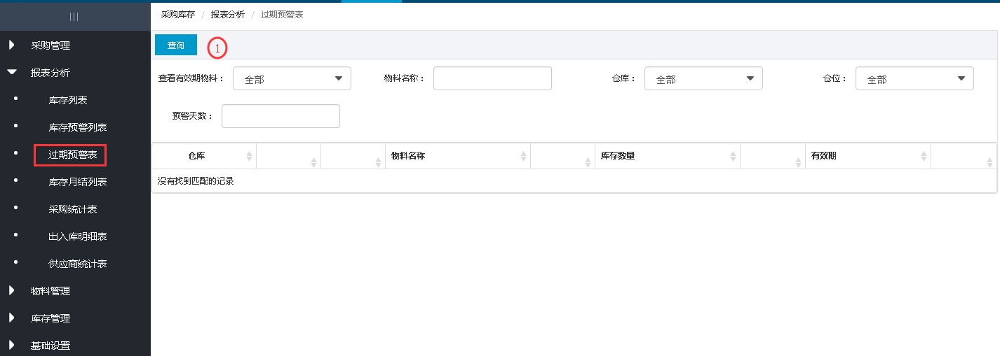 采购库存 / 报表分析 / 过期预警表
查询 1
查看有效期物料： 全部 物料名称： 仓库： 全部 仓位： 全部
预警天数：
仓库 物料名称 库存数量 有效期
没有找到匹配的记录
采购管理
报表分析
库存列表
库存预警列表
过期预警表
库存月结列表
采购统计表
出入库明细表
供应商统计表
物料管理
库存管理
基础设置